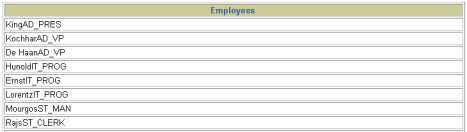 Employees
KingAD_PRES
KochharAD_VP
De HaanAD_VP
HunoldIT_PROG
ErnstIT_PROG
LorentzIT_PROG
MourgosST_MAN
RajsST_CLERK